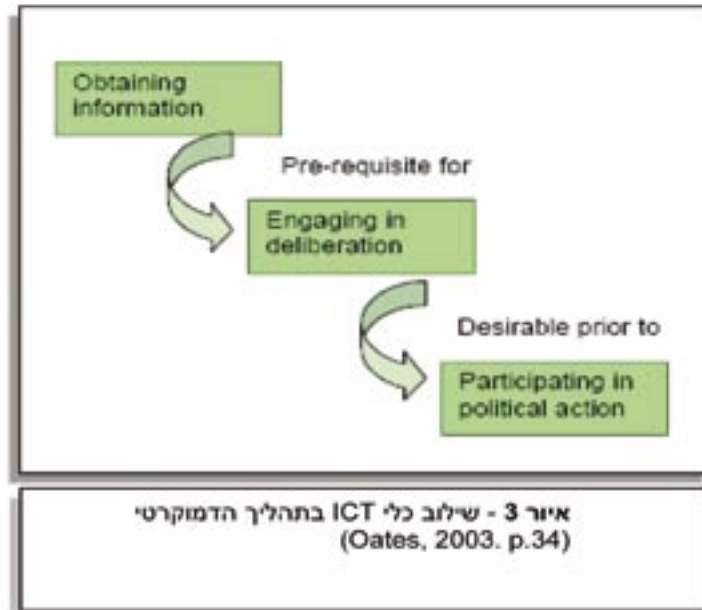 Obtaining
information
Pre-requisite for
Engaging in
deliberation
Desirable prior to
Participating in
political action
איור 3 - שילוב כלי ICT בתהליך הדמוקרטי
(Oates, 2003. p.34)